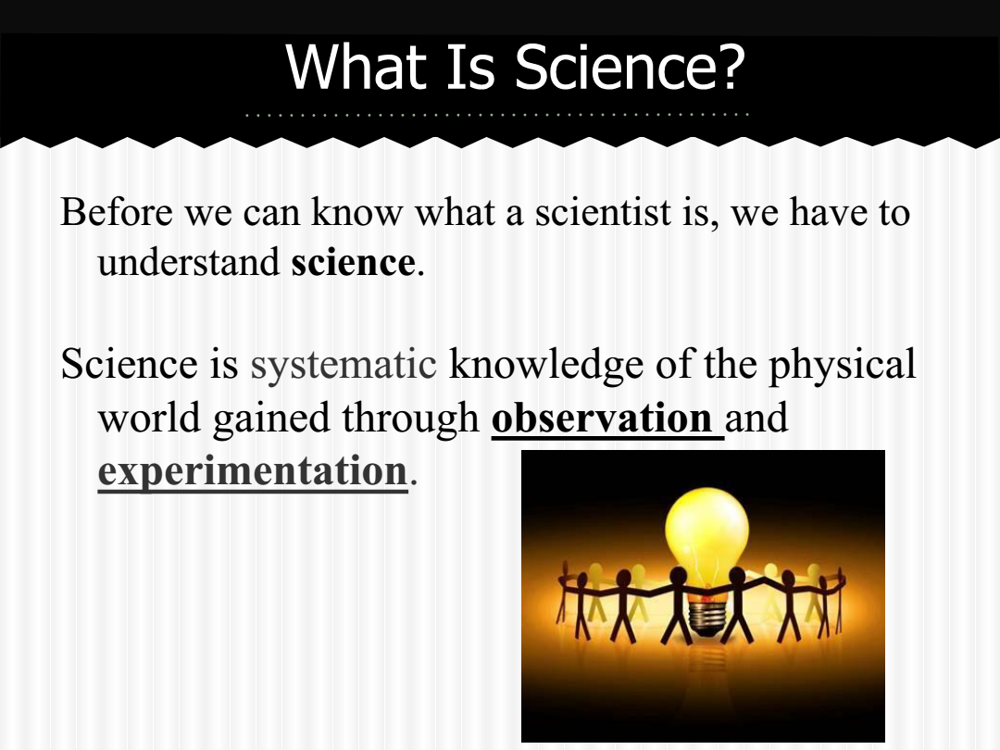 What Is Science?
Before we can know what a scientist is, we have to
understand science.
Science is systematic knowledge of the physical
world gained through observation and
experimentation.